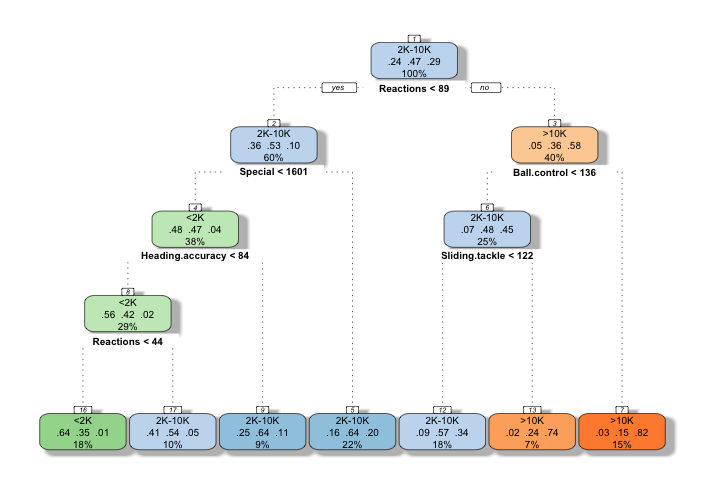 1
2K-10K
.24 .47 .29
100%
yes
Reactions < 89
no
2
2K-10K
.36 .53 .10
60%
Special < 1601
3
>10K
.05 .36 .58
40%
Ball.control < 136
4
<2K
.48 .47 .04
38%
Heading.accuracy < 84
6
2K-10K
.07 .48 .45
25%
Sliding.tackle < 122
8
<2K
.56 .42 .02
29%
Reactions < 44
16
<2K
.64 .35 .01
18%
17
2K-10K
.41 .54 .05
10%
9
2K-10K
.25 .64 .11
9%
5
2K-10K
.16 .64 .20
22%
12
2K-10K
.09 .57 .34
18%
13
>10K
.02 .24 .74
7%
7
>10K
.03 .15 .82
15%